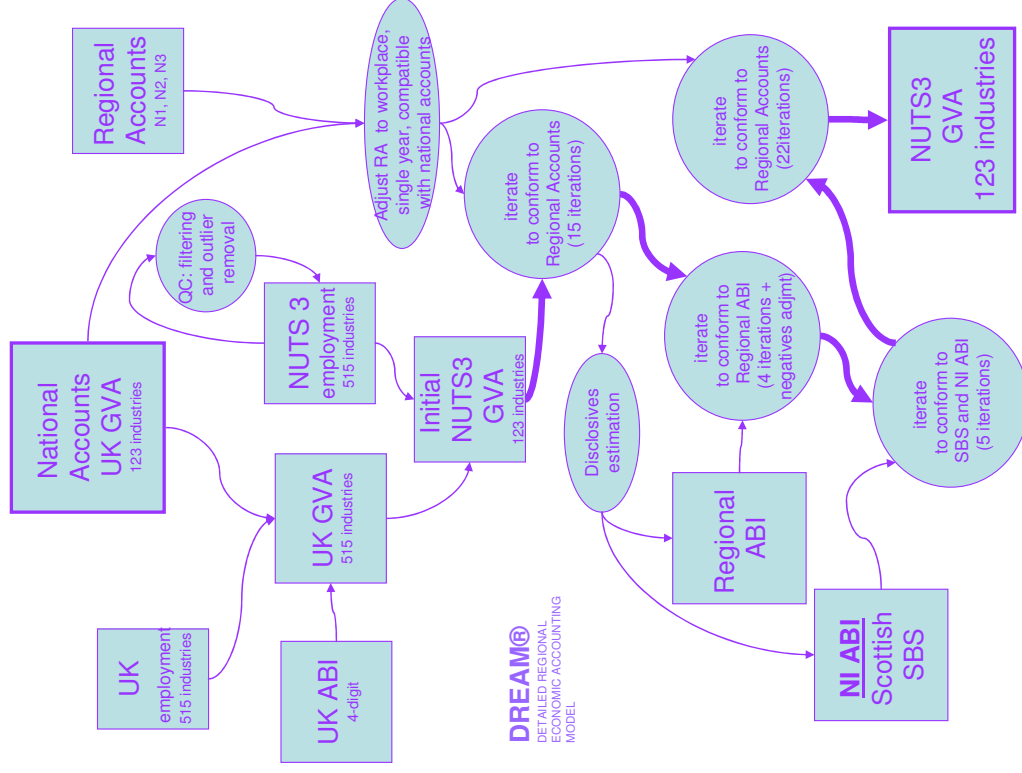 UK
employment
515 industries
UK ABI
4-digit
National
Accounts
UK GVA
123 industries
UK GVA
515 industries
QC: filtering
and outlier
removal
NUTS 3
employment
515 industries
Regional
Accounts
N1, N2, N3
Adjust RA to workplace,
single year, compatible
with national accounts
Initial
NUTS3
GVA
123 industries
iterate
to conform to
Regional Accounts
(15 iterations)
DREAM®
DETAILED REGIONAL
ECONOMIC ACCOUNTING
MODEL
Disclosives
estimation
Regional
ABI
iterate
to conform to
Regional ABI
(4 iterations +
negatives adjmt)
iterate
to conform to
Regional Accounts
(22iterations)
NI ABI
Scottish
SBS
iterate
to conform to
SBS and NI ABI
(5 iterations)
NUTS3
GVA
123 industries